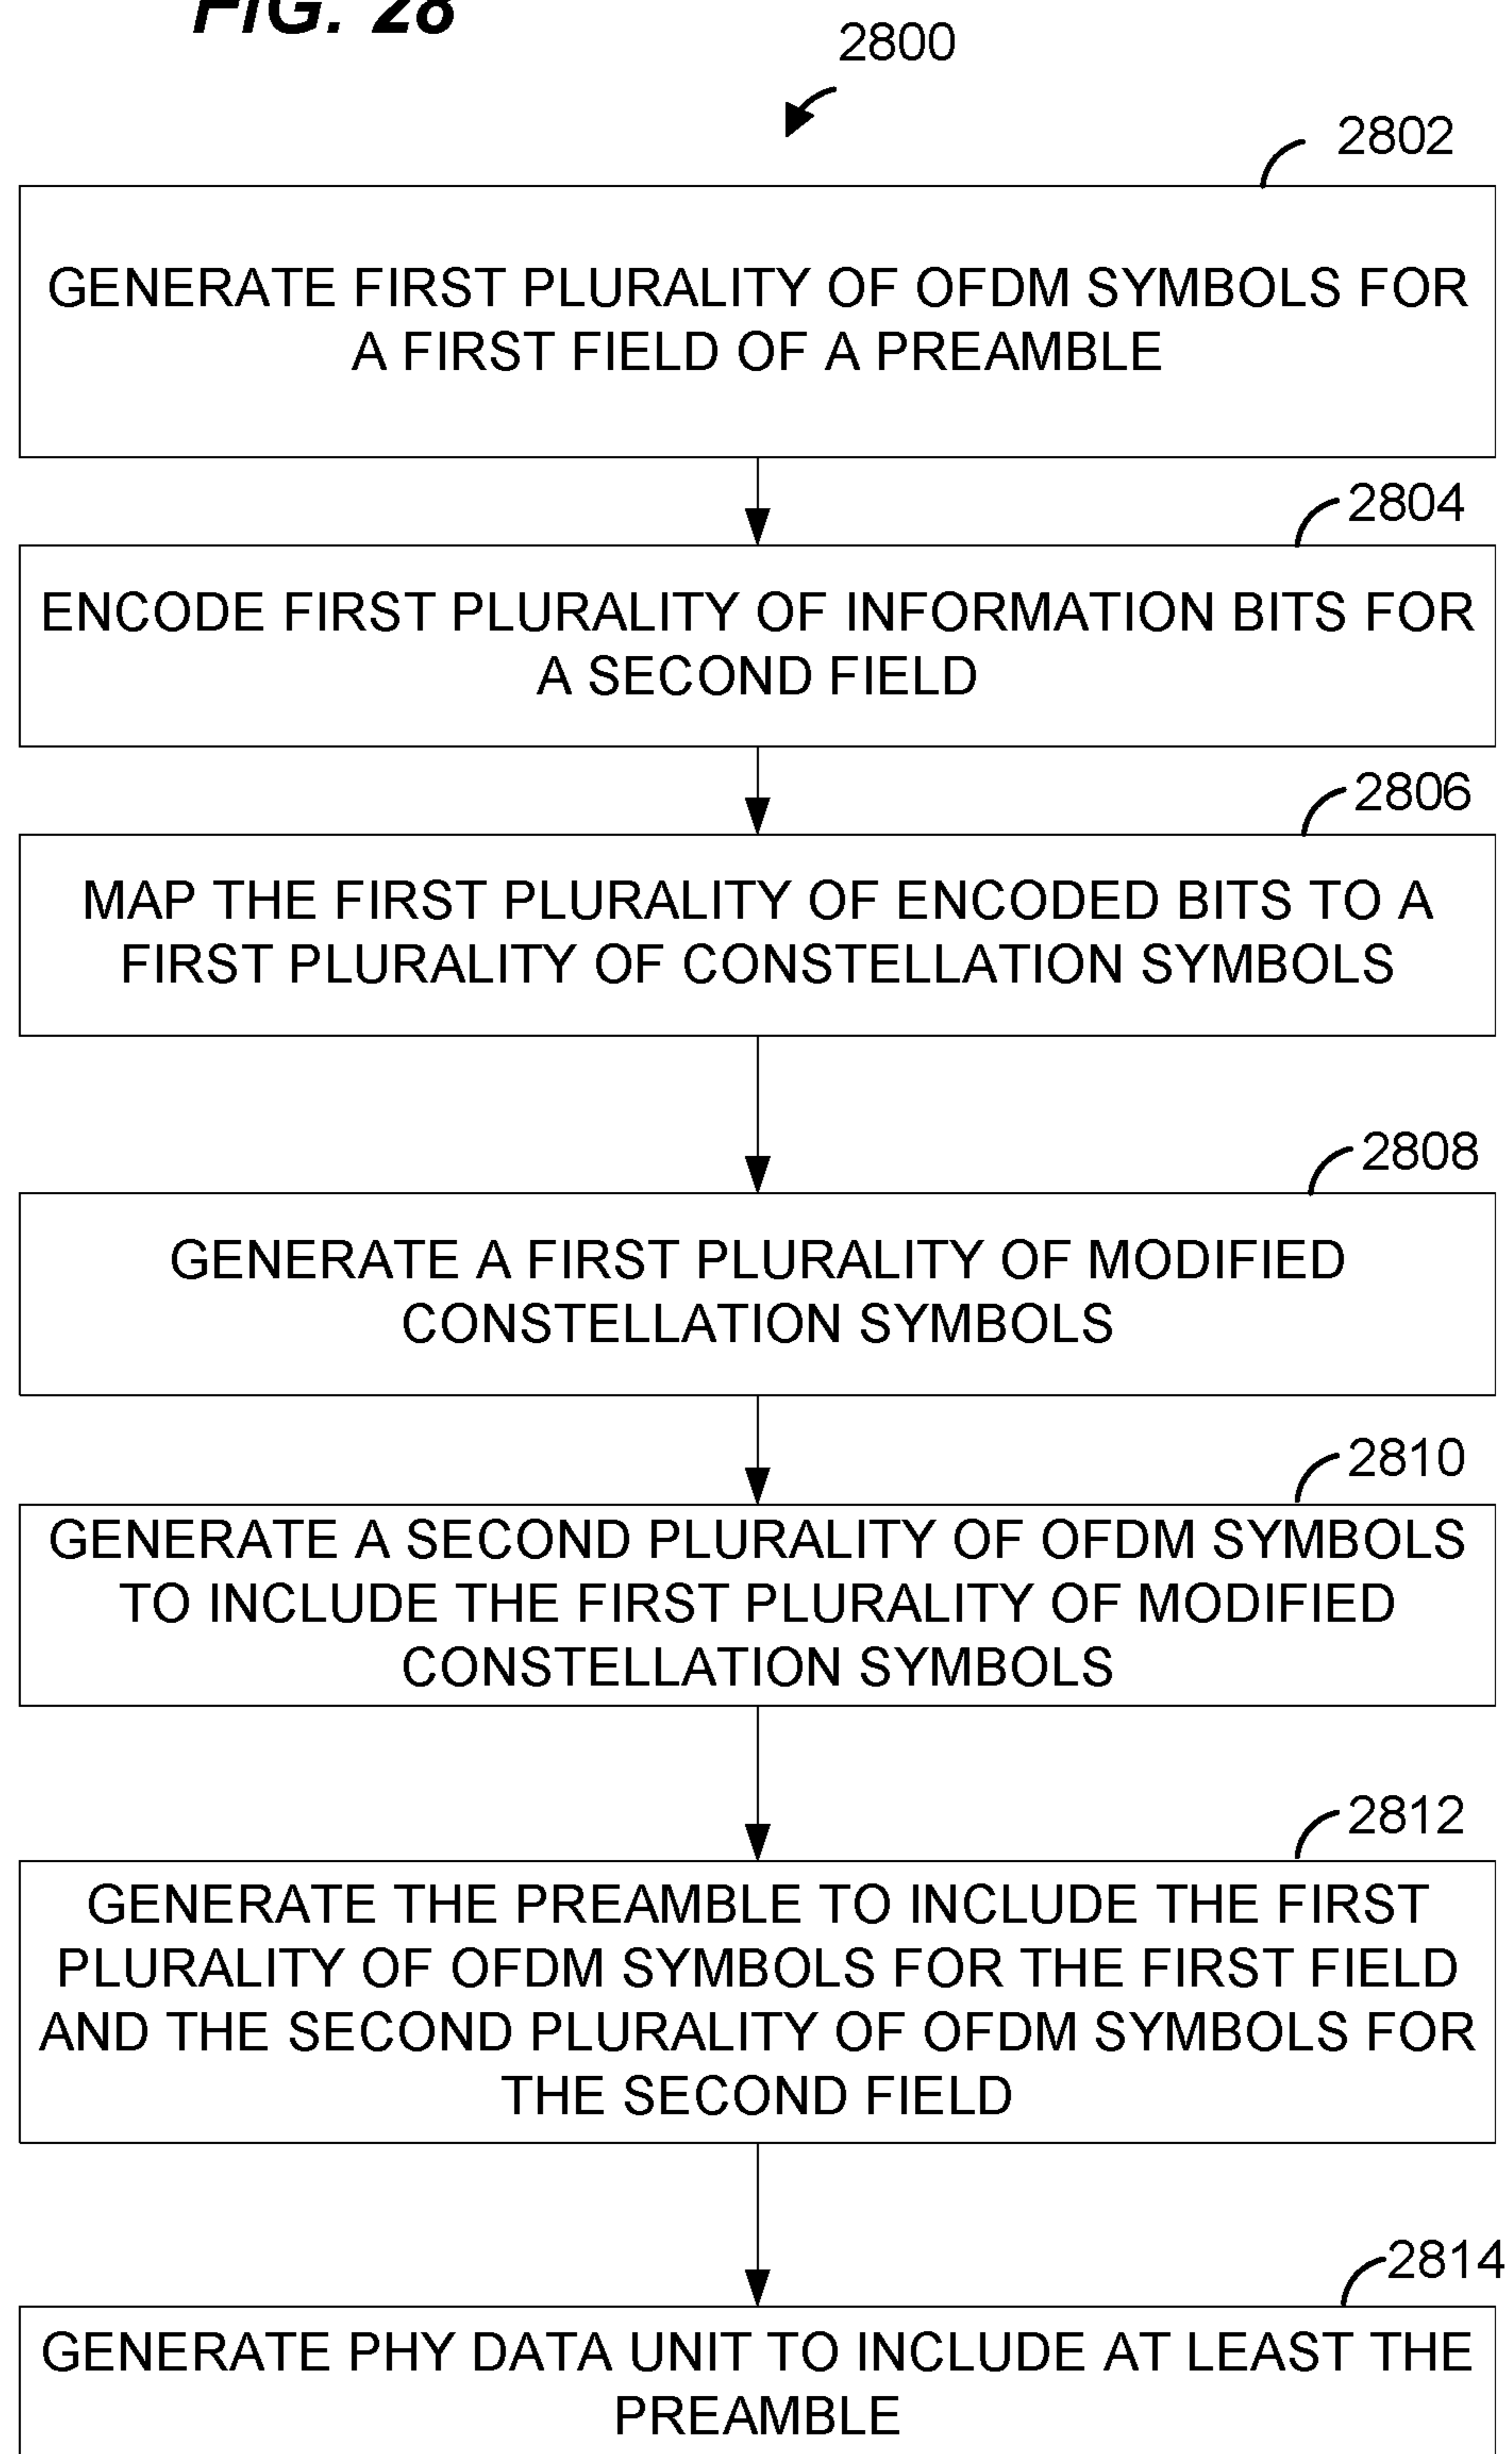 FIG. 28
2800
2802
GENERATE FIRST PLURALITY OF OFDM SYMBOLS FOR
A FIRST FIELD OF A PREAMBLE
2804
ENCODE FIRST PLURALITY OF INFORMATION BITS FOR
A SECOND FIELD
2806
MAP THE FIRST PLURALITY OF ENCODED BITS TO A
FIRST PLURALITY OF CONSTELLATION SYMBOLS
2808
GENERATE A FIRST PLURALITY OF MODIFIED
CONSTELLATION SYMBOLS
2810
GENERATE A SECOND PLURALITY OF OFDM SYMBOLS
TO INCLUDE THE FIRST PLURALITY OF MODIFIED
CONSTELLATION SYMBOLS
2812
GENERATE THE PREAMBLE TO INCLUDE THE FIRST
PLURALITY OF OFDM SYMBOLS FOR THE FIRST FIELD
AND THE SECOND PLURALITY OF OFDM SYMBOLS FOR
THE SECOND FIELD
2814
GENERATE PHY DATA UNIT TO INCLUDE AT LEAST THE
PREAMBLE